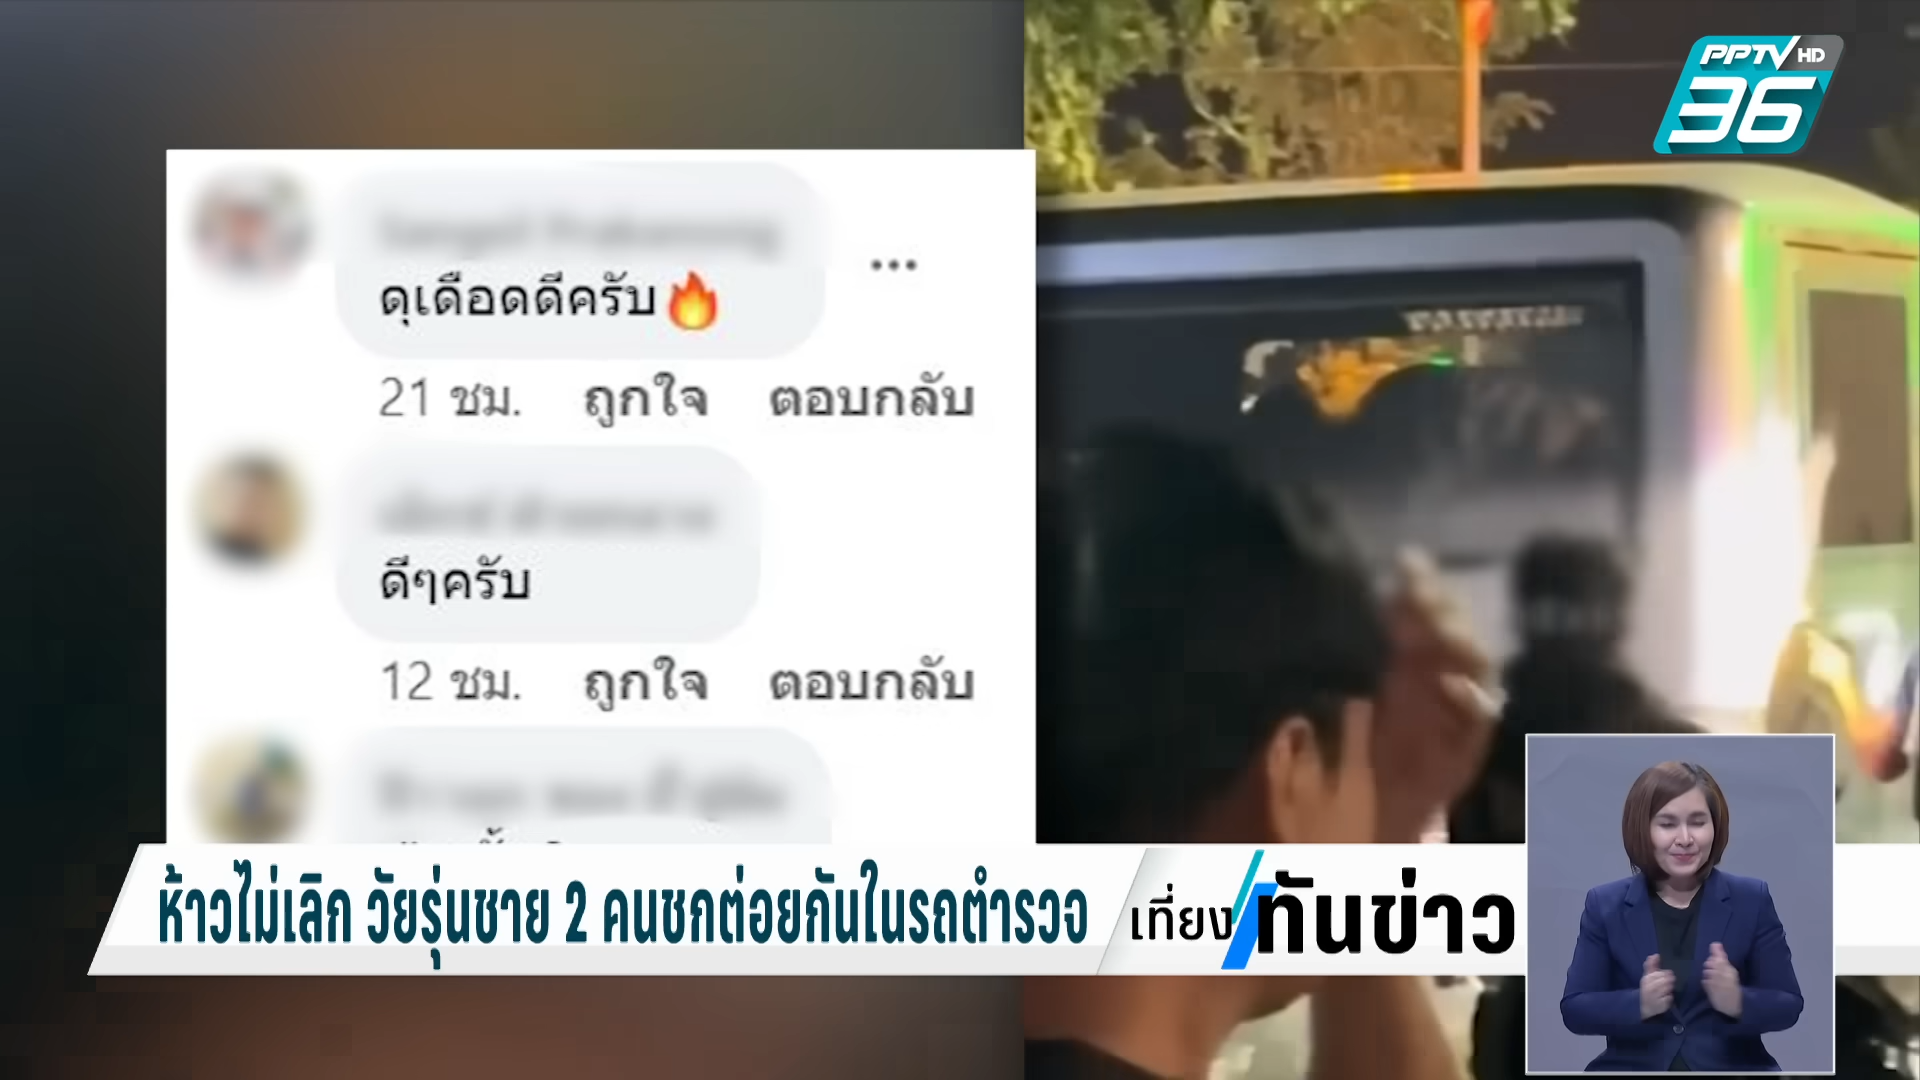 PPTV HD
36
ดุเดือดดีครับ🔥
21 ชม. ถูกใจ ตอบกลับ
ดีๆครับ
12 ชม. ถูกใจ ตอบกลับ
ห้าวไม่เลิก วัยรุ่นชาย 2 คนชกต่อยกันในรถตำรวจ
เที่ยงทันข่าว